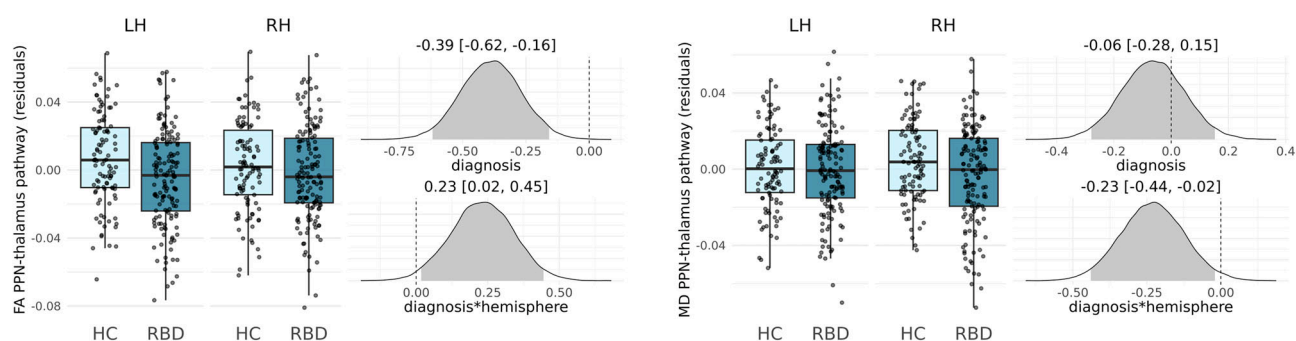 LH
RH
FA PPN-thalamus pathway (residuals)
0.04
0.00
-0.04
-0.08
HC
RBD
HC
RBD
-0.39 [-0.62, -0.16]
-0.75
-0.50
-0.25
0.00
diagnosis
0.23 [0.02, 0.45]
0.00
0.25
0.50
diagnosis*hemisphere
LH
RH
MD PPN-thalamus pathway (residuals)
0.04
0.00
-0.04
HC
RBD
HC
RBD
-0.06 [-0.28, 0.15]
-0.2
0.0
0.2
0.4
diagnosis
-0.23 [-0.44, -0.02]
-0.50
-0.25
0.00
diagnosis*hemisphere